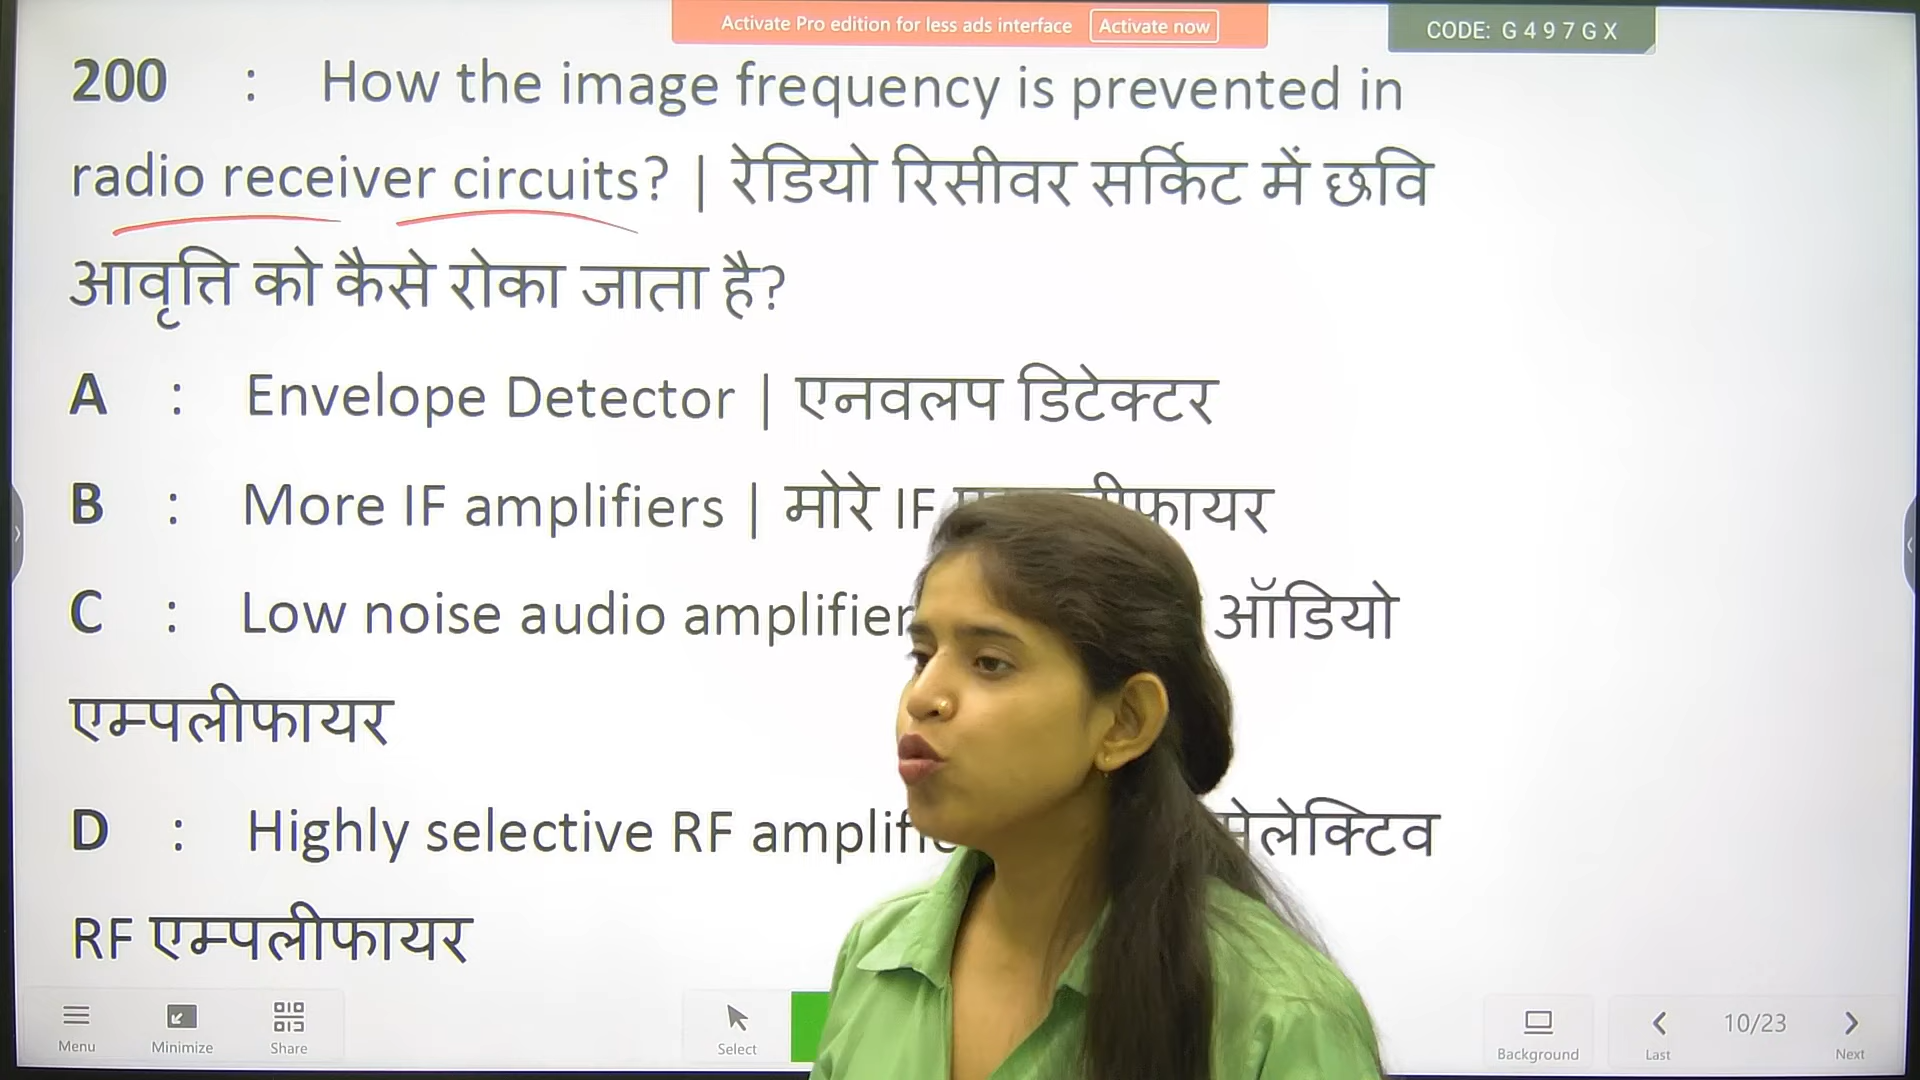 Activate Pro edition for less ads interface Activate now
CODE: G 4 9 7 G X
200 : How the image frequency is prevented in
radio receiver circuits? | रेडियो रिसीवर सर्किट में छवि
आवृत्ति को कैसे रोका जाता है?
A : Envelope Detector | एनवलप डिटेक्टर
B : More IF amplifiers | मोरे IF
C : Low noise audio amplifier ऑडियो
एम्पलीफायर
D : Highly selective RF
RF एम्पलीफायर
Menu Minimize Share Select Background Last 10/23 Next